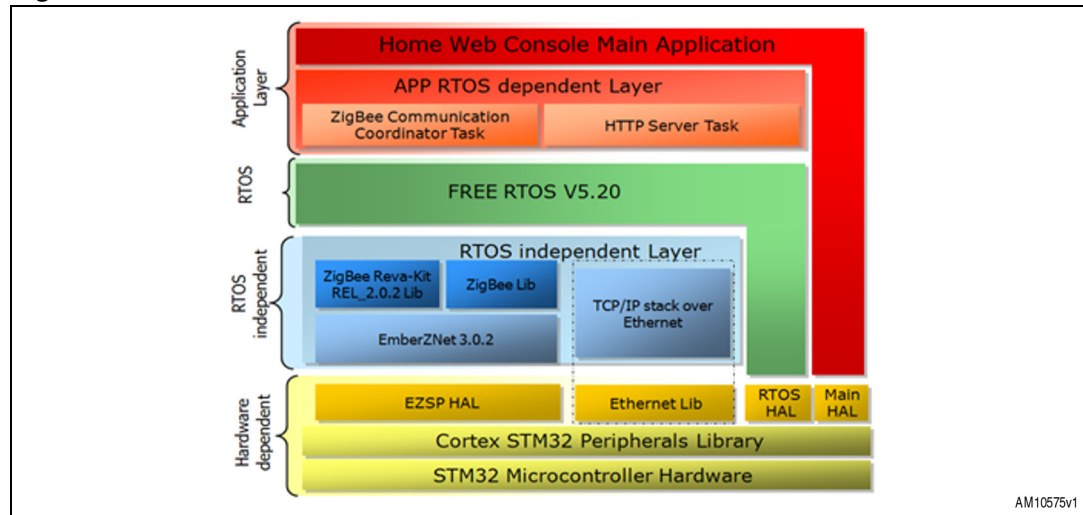 Application
Layer
Home Web Console Main Application
APP RTOS dependent Layer
ZigBee Communication
Coordinator Task
HTTP Server Task
RTOS
FREE RTOS V5.20
RTOS
independent
RTOS independent Layer
ZigBee Reva-Kit
REL_2.0.2 Lib
ZigBee Lib
TCP/IP stack over
Ethernet
EmberZNet 3.0.2
Hardware
dependent
EZSP HAL
Ethernet Lib
RTOS
HAL
Main
HAL
Cortex STM32 Peripherals Library
STM32 Microcontroller Hardware
AM10575v1